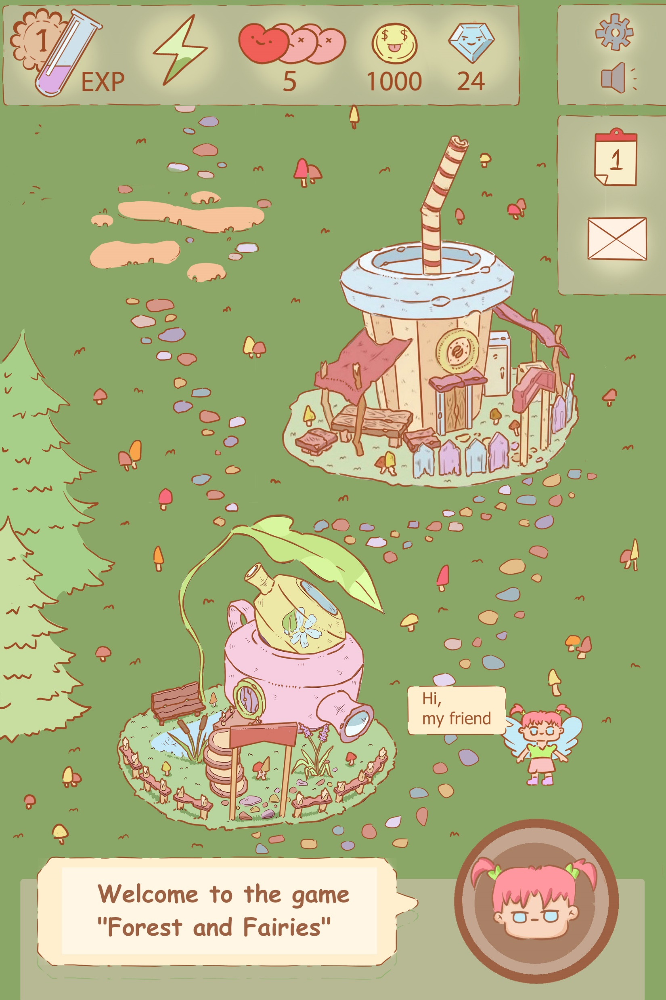 1
EXP
5
1000
24
1
Hi,
my friend
Welcome to the game
"Forest and Fairies"